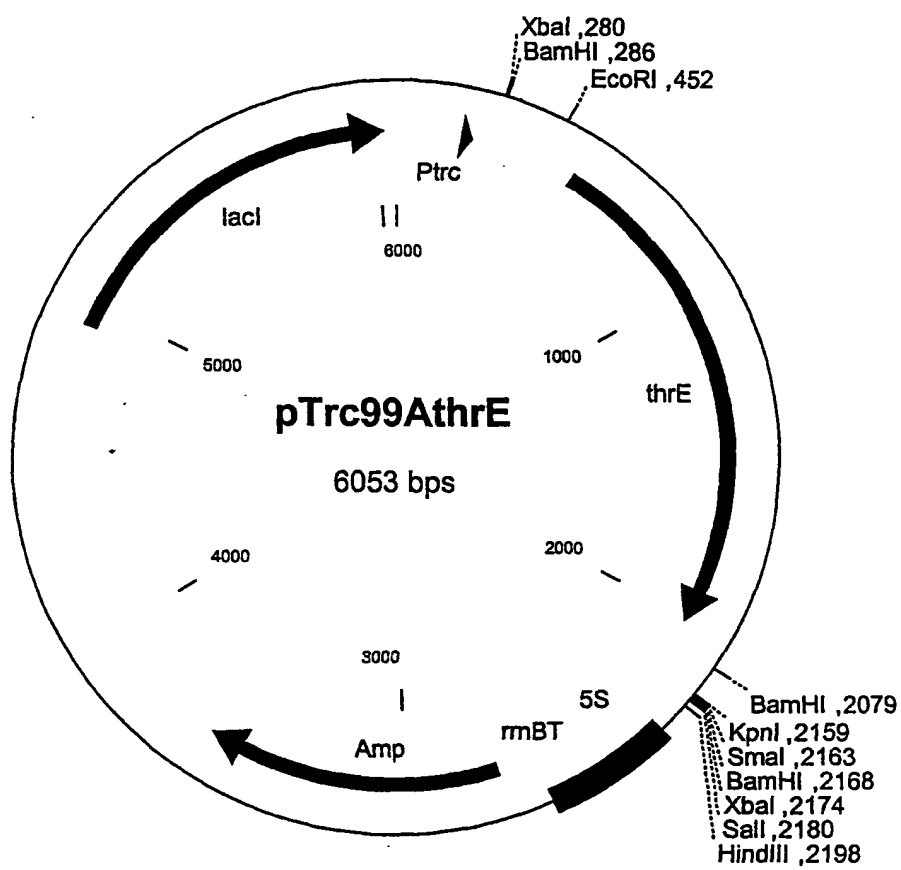 XbaI ,280
BamHI ,286
EcoRI ,452
Ptrc
lacI
6000
5000
1000
thrE
pTrc99AthrE
6053 bps
4000
2000
3000
5S
rrnBT
Amp
BamHI ,2079
KpnI ,2159
SmaI ,2163
BamHI ,2168
XbaI ,2174
SalI ,2180
HindIII ,2198